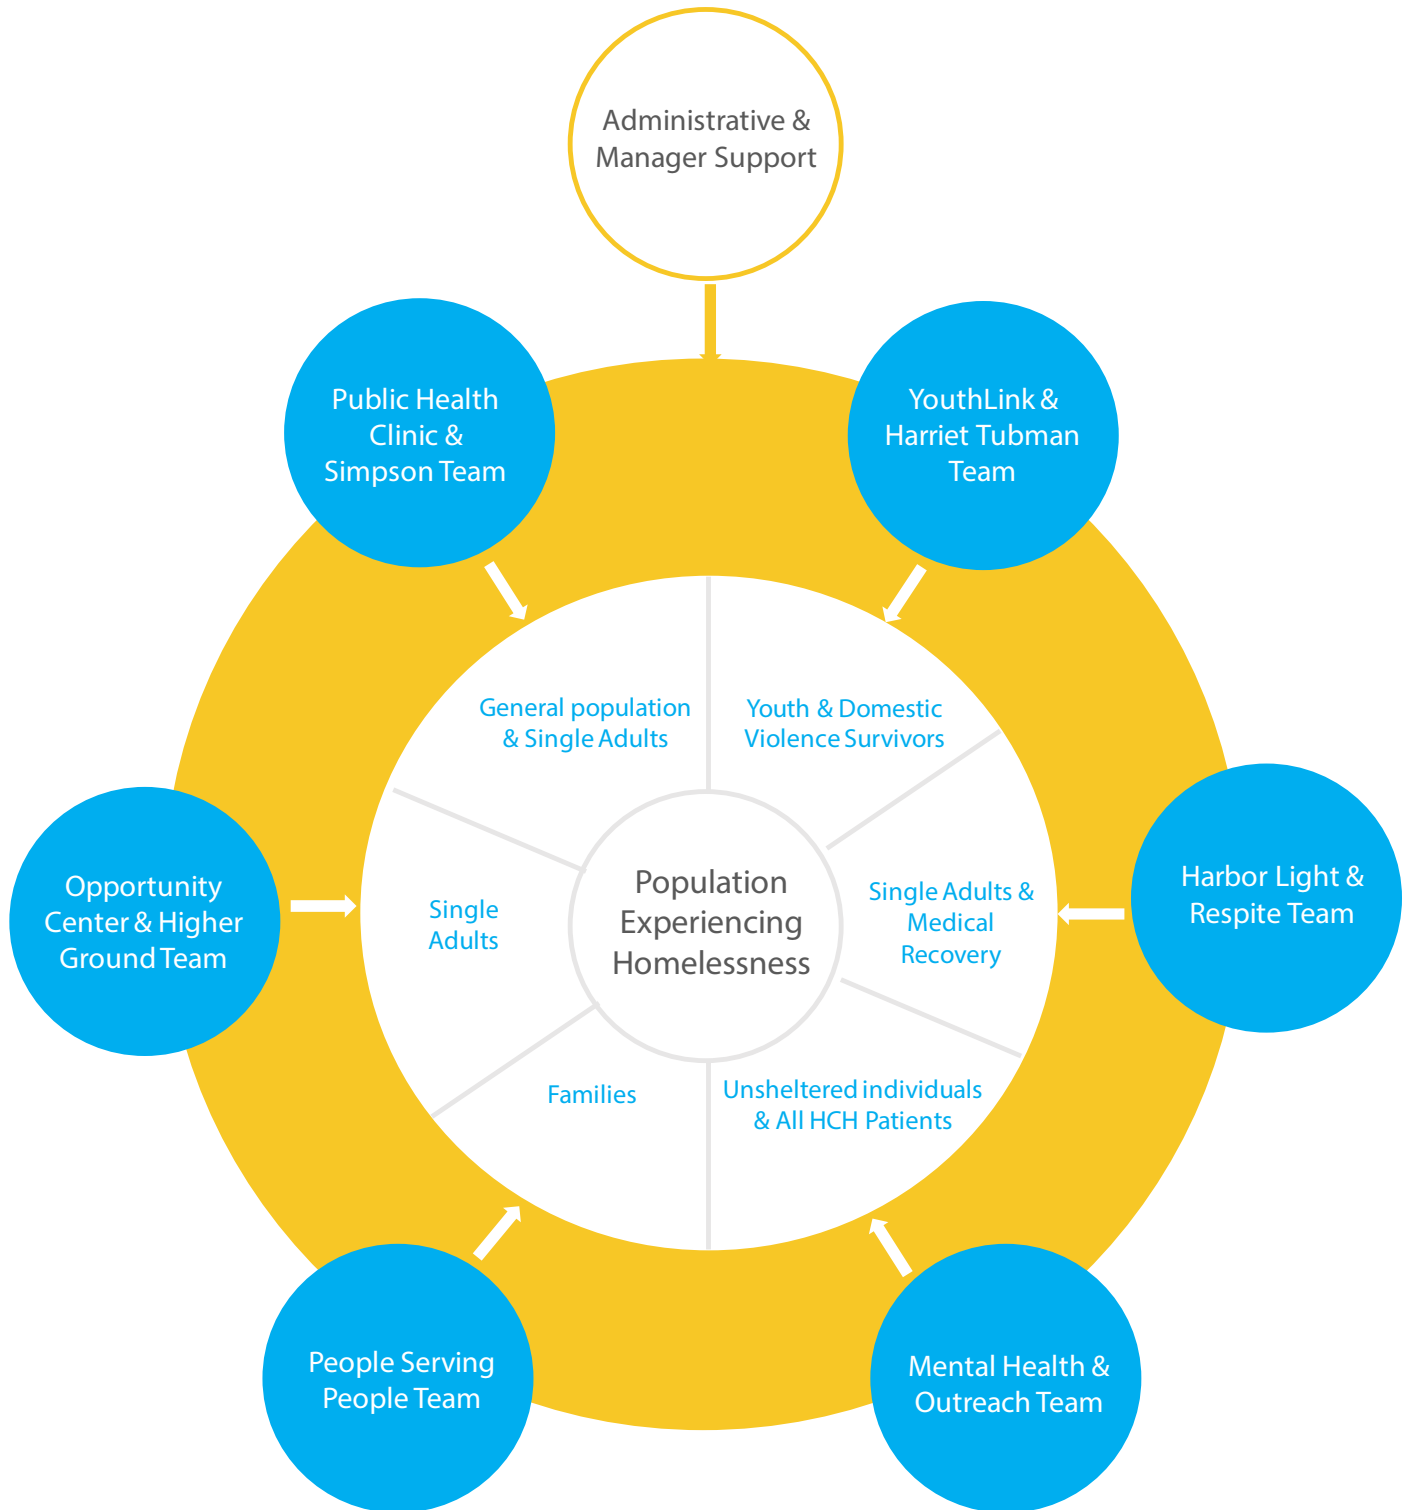 Administrative &
Manager Support
Public Health
Clinic &
Simpson Team
YouthLink &
Harriet Tubman
Team
General population
& Single Adults
Youth & Domestic
Violence Survivors
Opportunity
Center & Higher
Ground Team
Single
Adults
Population
Experiencing
Homelessness
Single Adults &
Medical
Recovery
Harbor Light &
Respite Team
Families
Unsheltered individuals
& All HCH Patients
People Serving
People Team
Mental Health &
Outreach Team